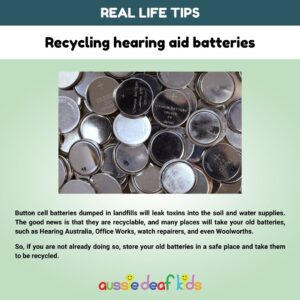 REAL LIFE TIPS
Recycling hearing aid batteries
Button cell batteries dumped in landfills will leak toxins into the soil and water supplies.
The good news is that they are recyclable, and many places will take your old batteries,
such as Hearing Australia, Office Works, watch repairers, and even Woolworths.
So, if you are not already doing so, store your old batteries in a safe place and take them
to be recycled.
aussie deaf kids